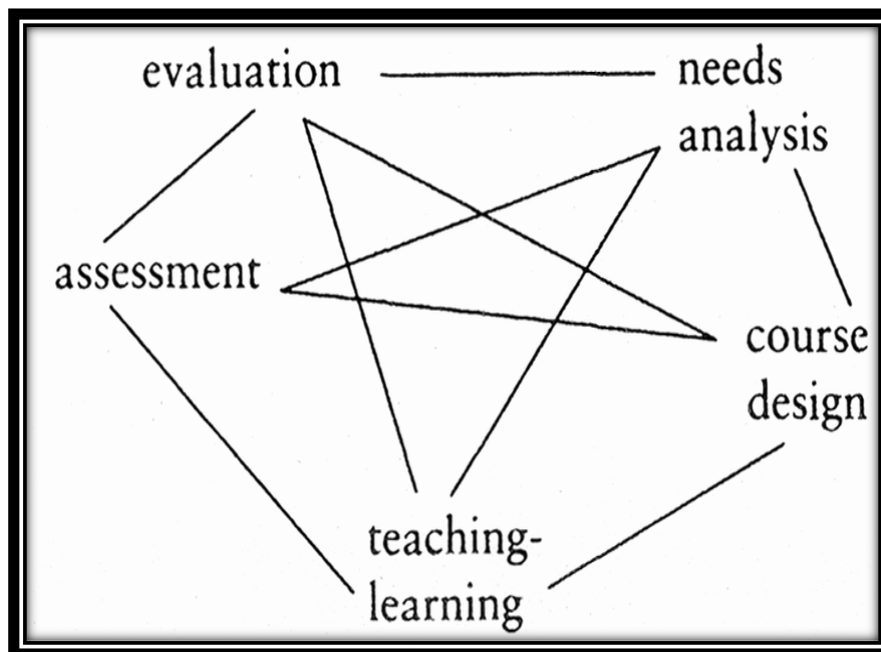 evaluation
needs
analysis
assessment
course
design
teaching-
learning